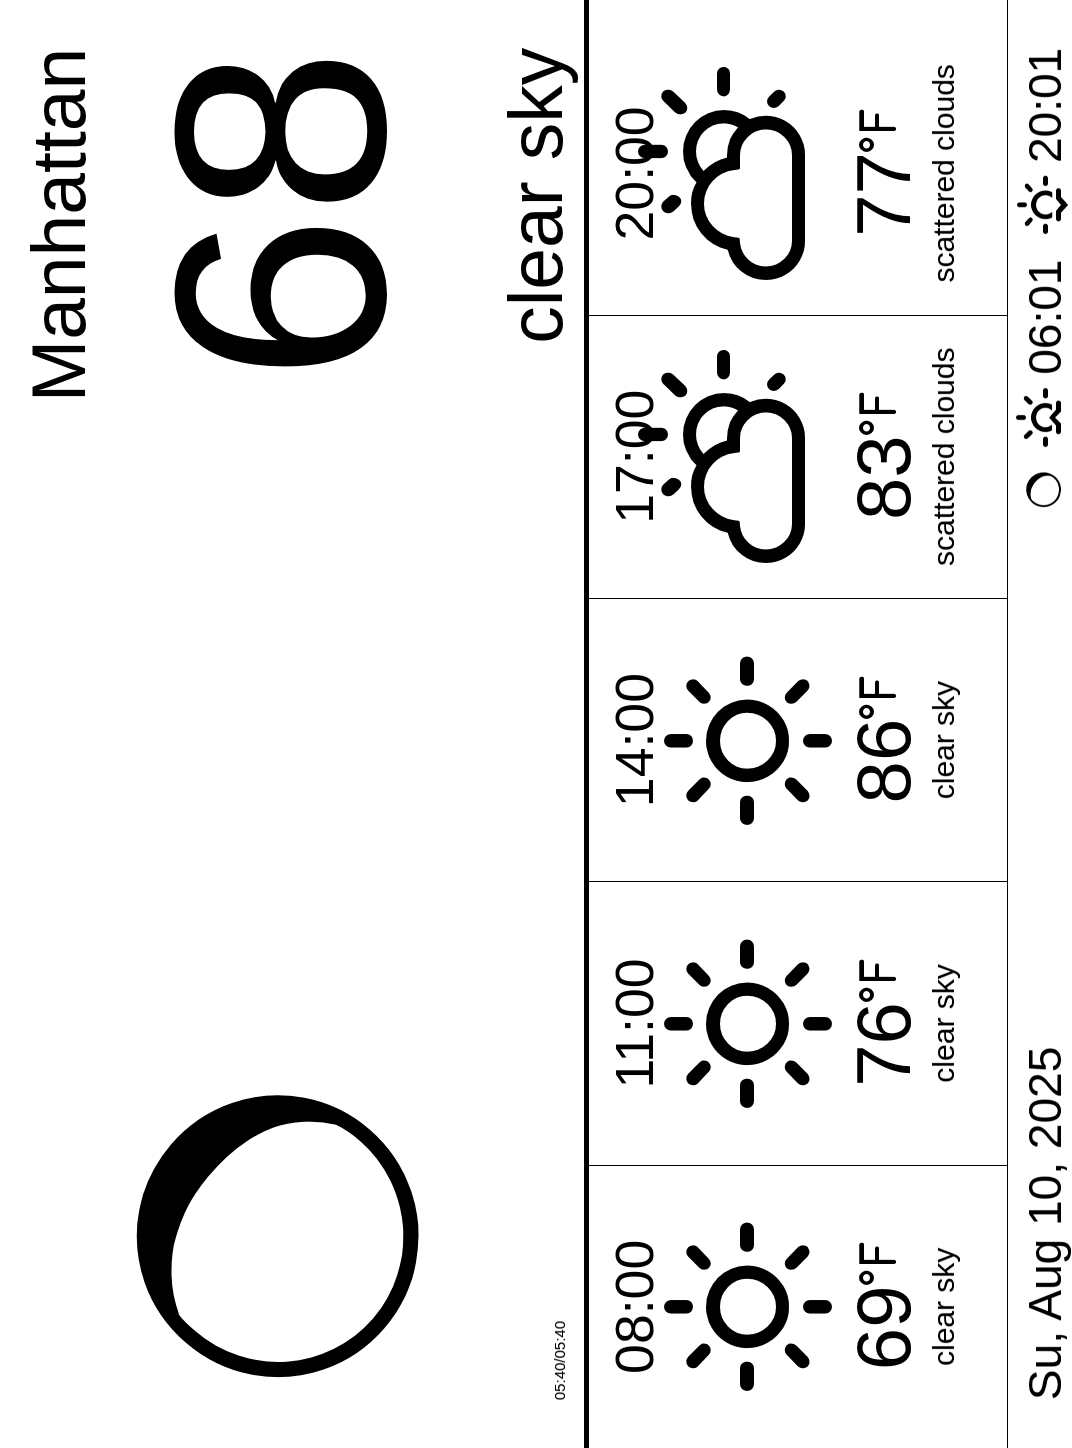 Manhattan
68
05:40/05:40 clear sky
08:00 11:00 14:00 17:00 20:00
69°F 76°F 86°F 83°F 77°F
clear sky clear sky clear sky scattered clouds scattered clouds
Su, Aug 10, 2025 06:01 20:01